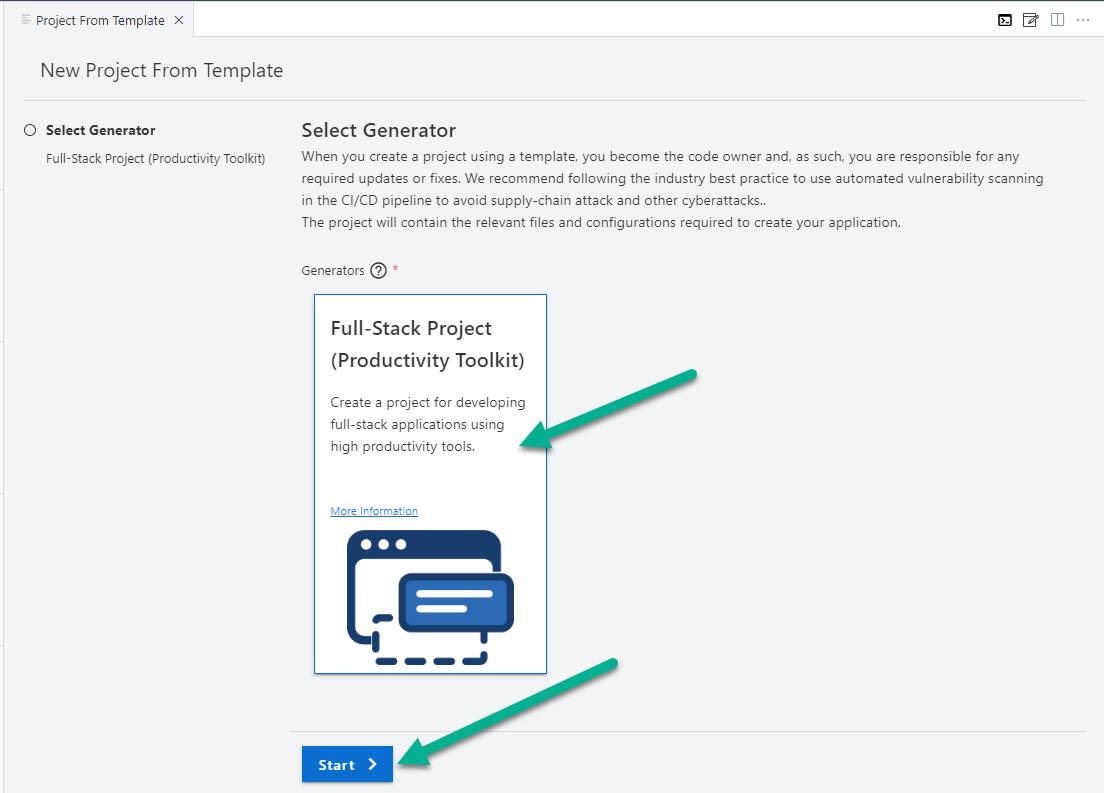 Project From Template
New Project From Template
Select Generator
Full-Stack Project (Productivity Toolkit)
Select Generator
When you create a project using a template, you become the code owner and, as such, you are responsible for any
required updates or fixes. We recommend following the industry best practice to use automated vulnerability scanning
in the CI/CD pipeline to avoid supply-chain attack and other cyberattacks..
The project will contain the relevant files and configurations required to create your application.
Generators ? *
Full-Stack Project
(Productivity Toolkit)
Create a project for developing
full-stack applications using
high productivity tools.
More Information
Start